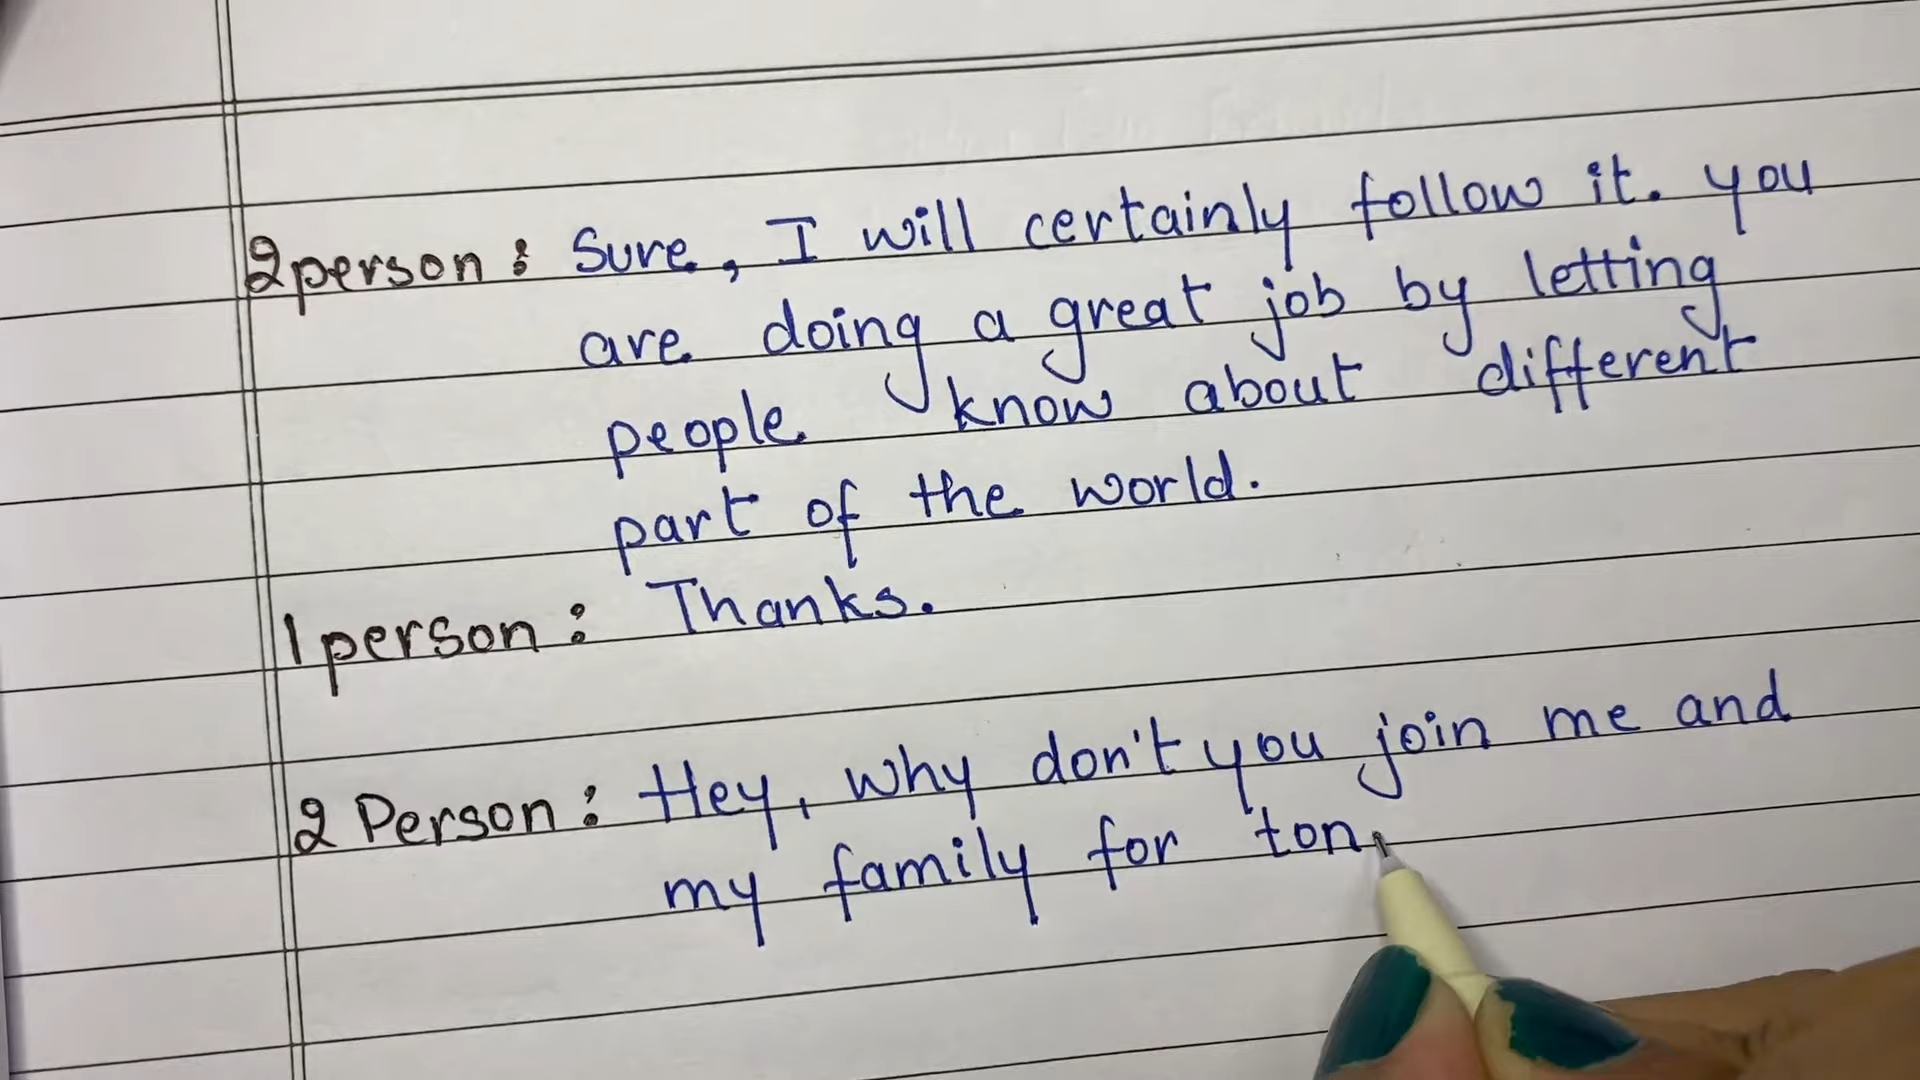 2person : Sure, I will certainly follow it. you
are doing a great job by letting
people know about different
part of the world.
1person : Thanks.
2 Person : Hey, why don't you join me and
my family for ton